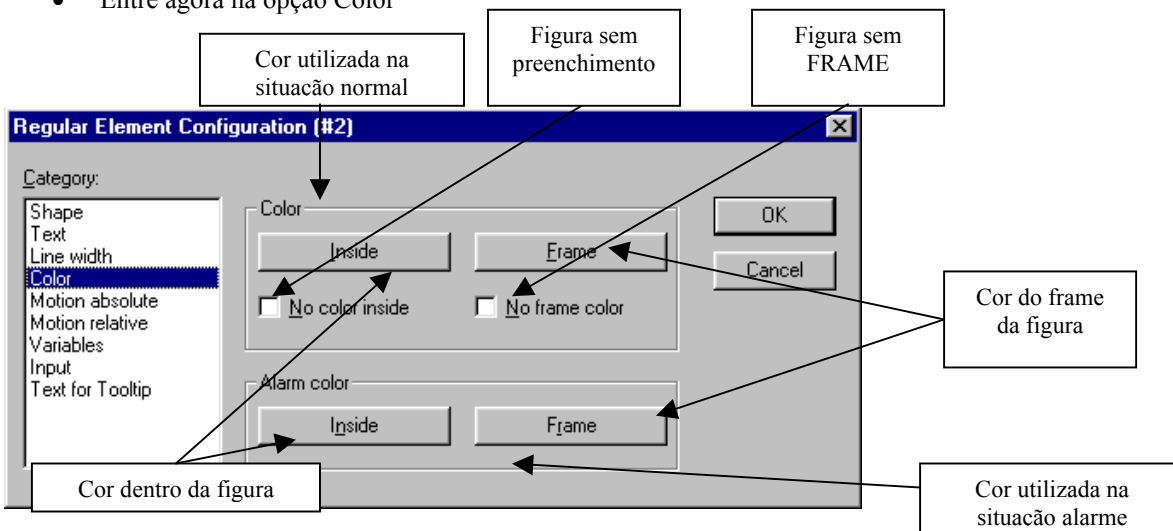 • Entre agora na opção Color
Figura sem
preenchimento
Figura sem
FRAME
Cor utilizada na
situacão normal
Regular Element Configuration (#2)
Category:
Shape
Text
Line width
Color
Motion absolute
Motion relative
Variables
Input
Text for Tooltip
Color
Inside
Frame
No color inside
No frame color
Alarm color
Inside
Frame
OK
Cancel
Cor do frame
da figura
Cor dentro da figura
Cor utilizada na
situacão alarme